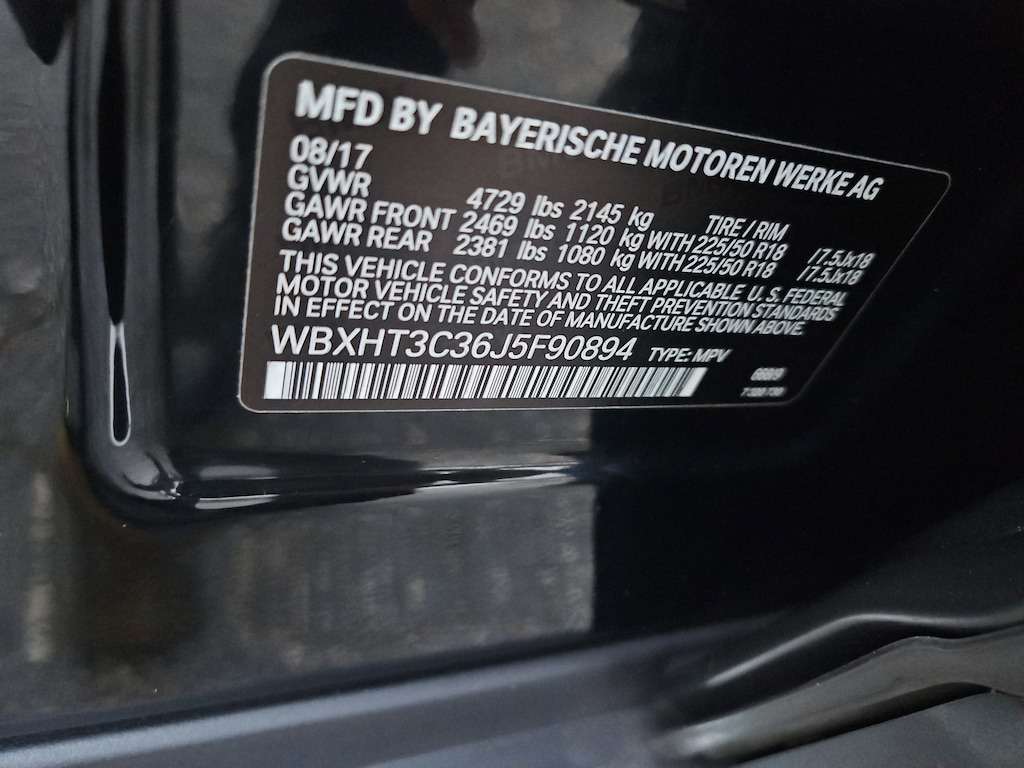 MFD BY BAYERISCHE MOTOREN WERKE AG
08/17
GVWR 4729 lbs 2145 kg TIRE / RIM
GAWR FRONT 2469 lbs 1120 kg WITH 225/50 R18 /7.5Jx18
GAWR REAR 2381 lbs 1080 kg WITH 225/50 R18 /7.5Jx18
THIS VEHICLE CONFORMS TO ALL APPLICABLE U. S. FEDERAL
MOTOR VEHICLE SAFETY AND THEFT PREVENTION STANDARDS
IN EFFECT ON THE DATE OF MANUFACTURE SHOWN ABOVE.
WBXHT3C36J5F90894 TYPE: MPV